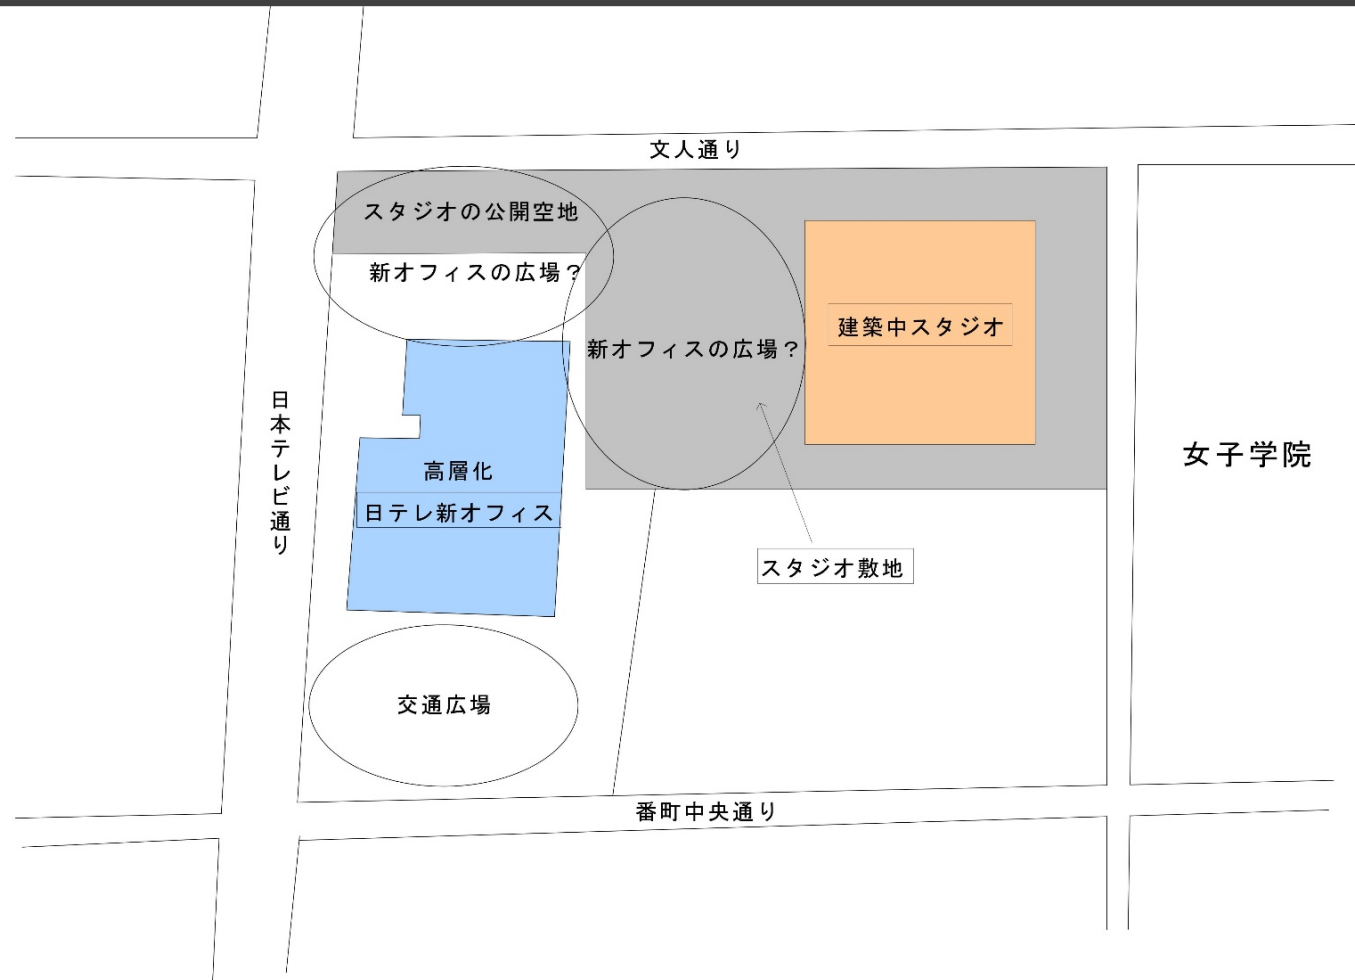 文人通り
スタジオの公開空地
新オフィスの広場？
建築中スタジオ
新オフィスの広場？
日本テレビ通り
女子学院
高層化
日テレ新オフィス
スタジオ敷地
交通広場
番町中央通り